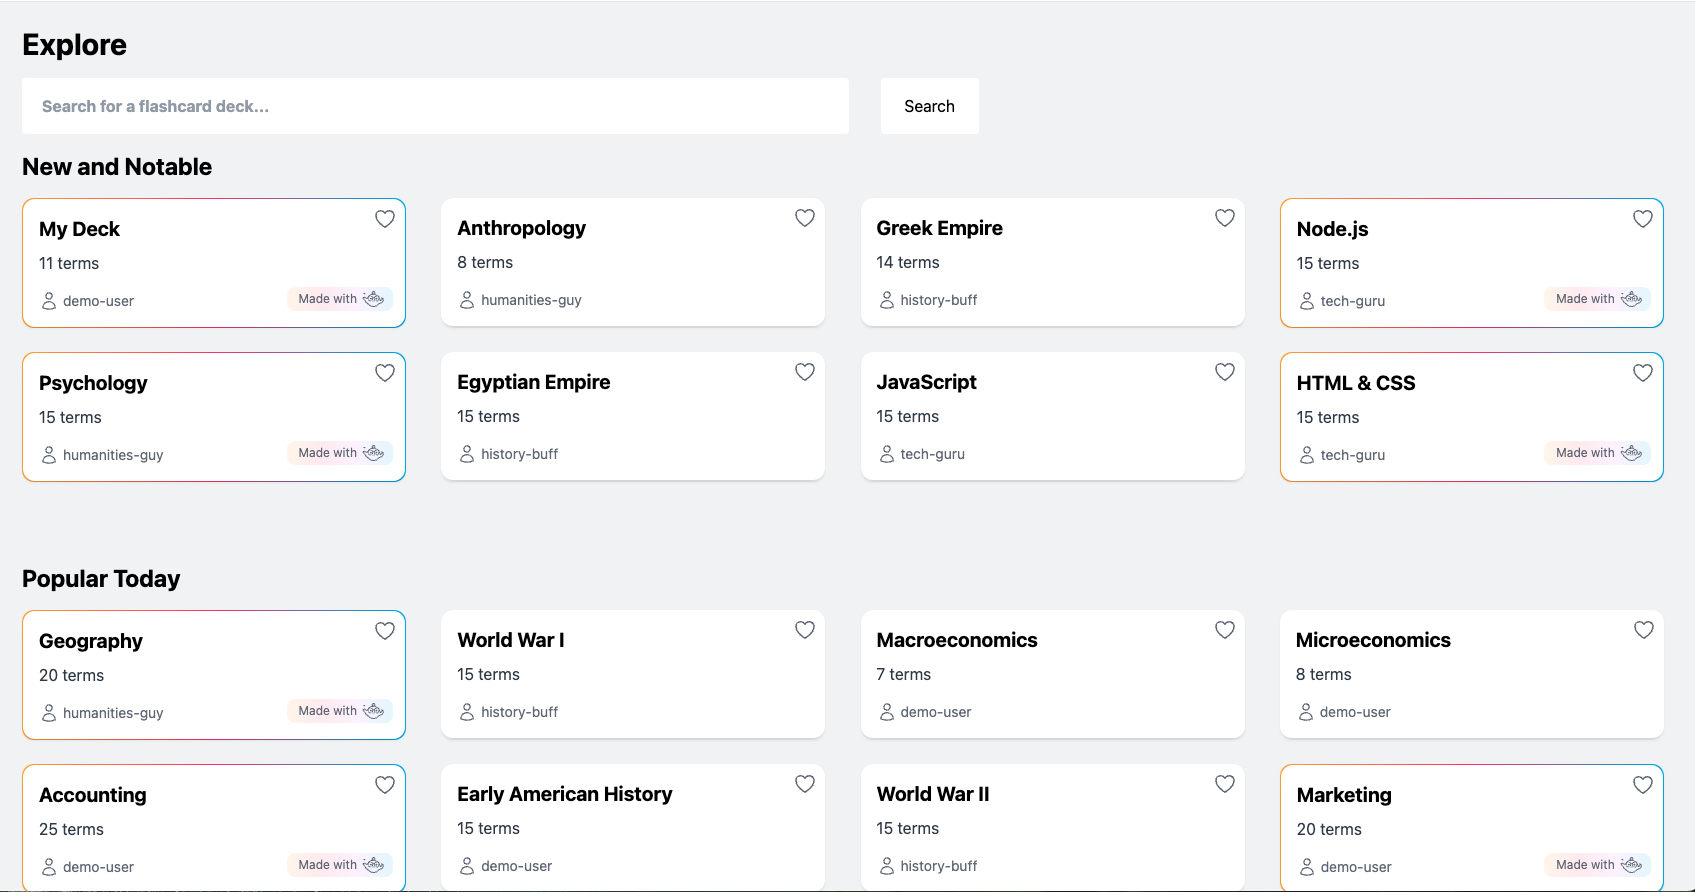 Explore
Search for a flashcard deck...
Search
New and Notable
My Deck
11 terms
demo-user
Made with
Anthropology
8 terms
humanities-guy
Greek Empire
14 terms
history-buff
Node.js
15 terms
tech-guru
Made with
Psychology
15 terms
humanities-guy
Made with
Egyptian Empire
15 terms
history-buff
JavaScript
15 terms
tech-guru
HTML & CSS
15 terms
tech-guru
Made with
Popular Today
Geography
20 terms
humanities-guy
Made with
World War I
15 terms
history-buff
Macroeconomics
7 terms
demo-user
Microeconomics
8 terms
demo-user
Accounting
25 terms
demo-user
Made with
Early American History
15 terms
demo-user
World War II
15 terms
history-buff
Marketing
20 terms
demo-user
Made with